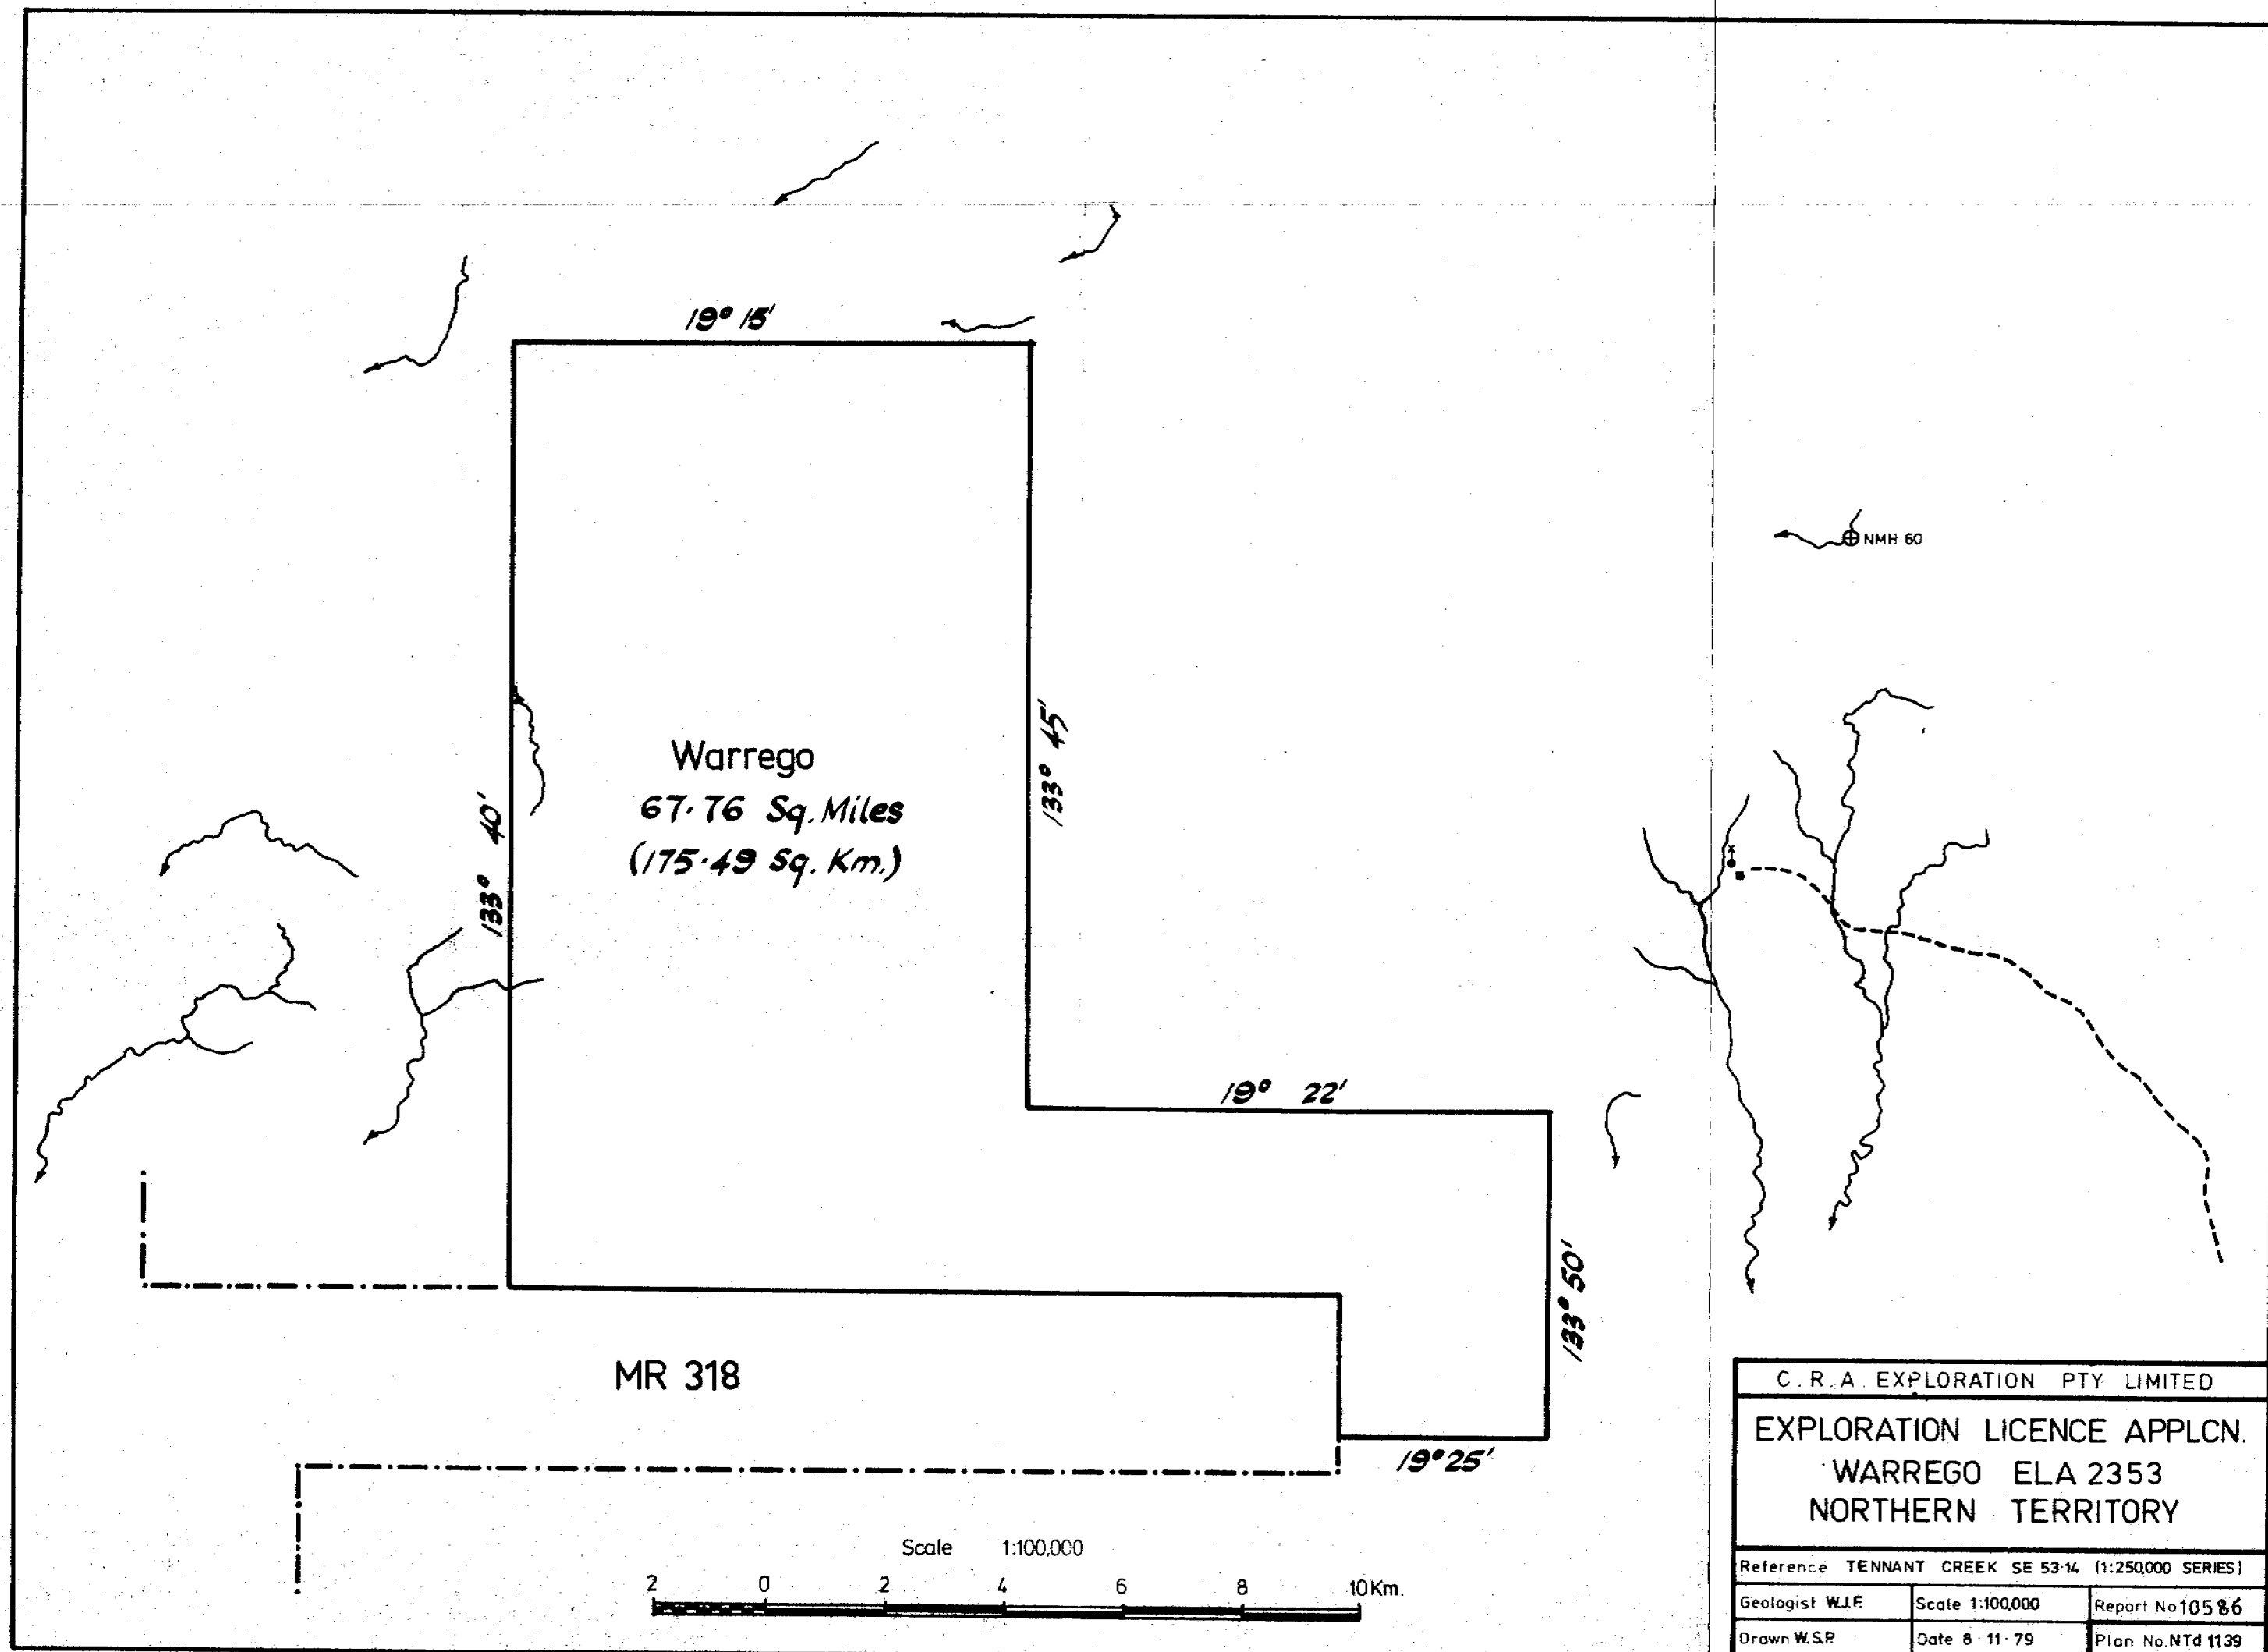 19° 15'
NMH 60
133° 45'
Warrego
67·76 Sq. Miles
(175·49 Sq. Km.)
133° 40'
19° 22'
133° 50'
MR 318
19° 25'
Scale 1:100,000
2 0 2 4 6 8 10Km.
C.R.A. EXPLORATION PTY LIMITED
EXPLORATION LICENCE APPLCN.
WARREGO ELA 2353
NORTHERN TERRITORY
Reference TENNANT CREEK SE 53·14 (1:250,000 SERIES)
Geologist W.J.F. Scale 1:100,000 Report No 10586
Drawn W.S.P. Date 8·11·79 Plan No. NTd 1139